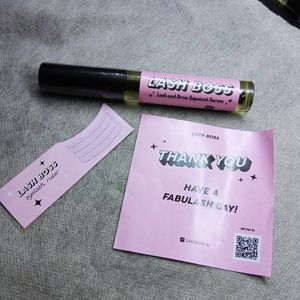 LASH BOSS
Lash and Brow Regrowth Serum
LASH BOSS
LASH BOSS
THANK YOU
HAVE A
FABULASH DAY!